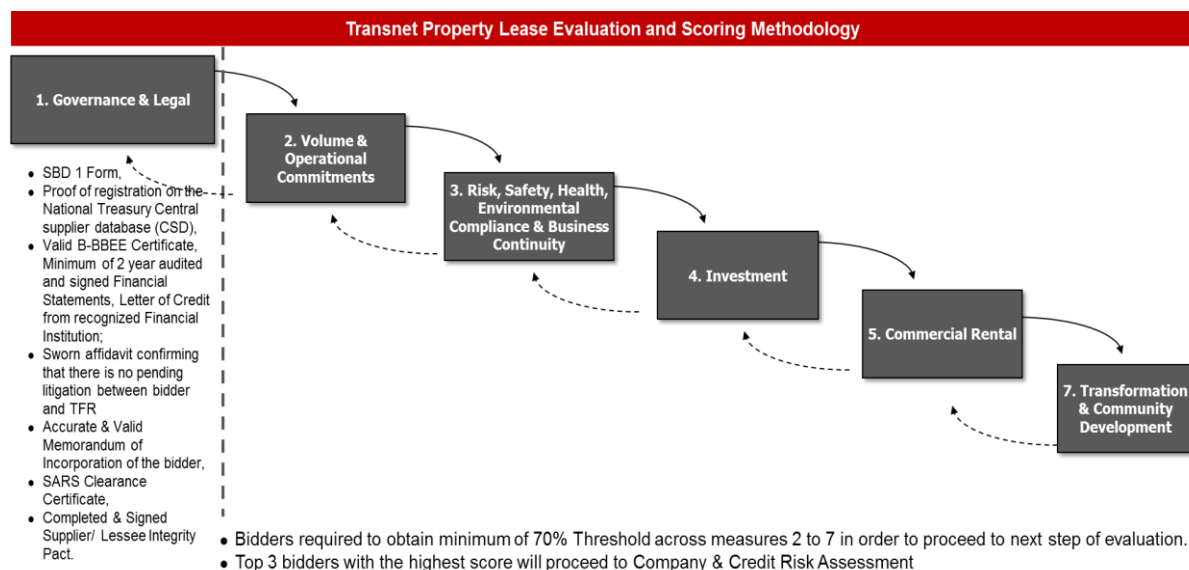 Transnet Property Lease Evaluation and Scoring Methodology
1. Governance & Legal
2. Volume &
Operational
Commitments
3. Risk, Safety, Health,
Environmental
Compliance & Business
Continuity
4. Investment
5. Commercial Rental
7. Transformation
& Community
Development
● SBD 1 Form,
● Proof of registration on the
National Treasury Central
supplier database (CSD),
● Valid B-BBEE Certificate,
Minimum of 2 year audited
and signed Financial
Statements, Letter of Credit
from recognized Financial
Institution;
● Sworn affidavit confirming
that there is no pending
litigation between bidder
and TFR
● Accurate & Valid
Memorandum of
Incorporation of the bidder,
● SARS Clearance
Certificate,
● Completed & Signed
Supplier/ Lessee Integrity
Pact.
● Bidders required to obtain minimum of 70% Threshold across measures 2 to 7 in order to proceed to next step of evaluation.
● Top 3 bidders with the highest score will proceed to Company & Credit Risk Assessment